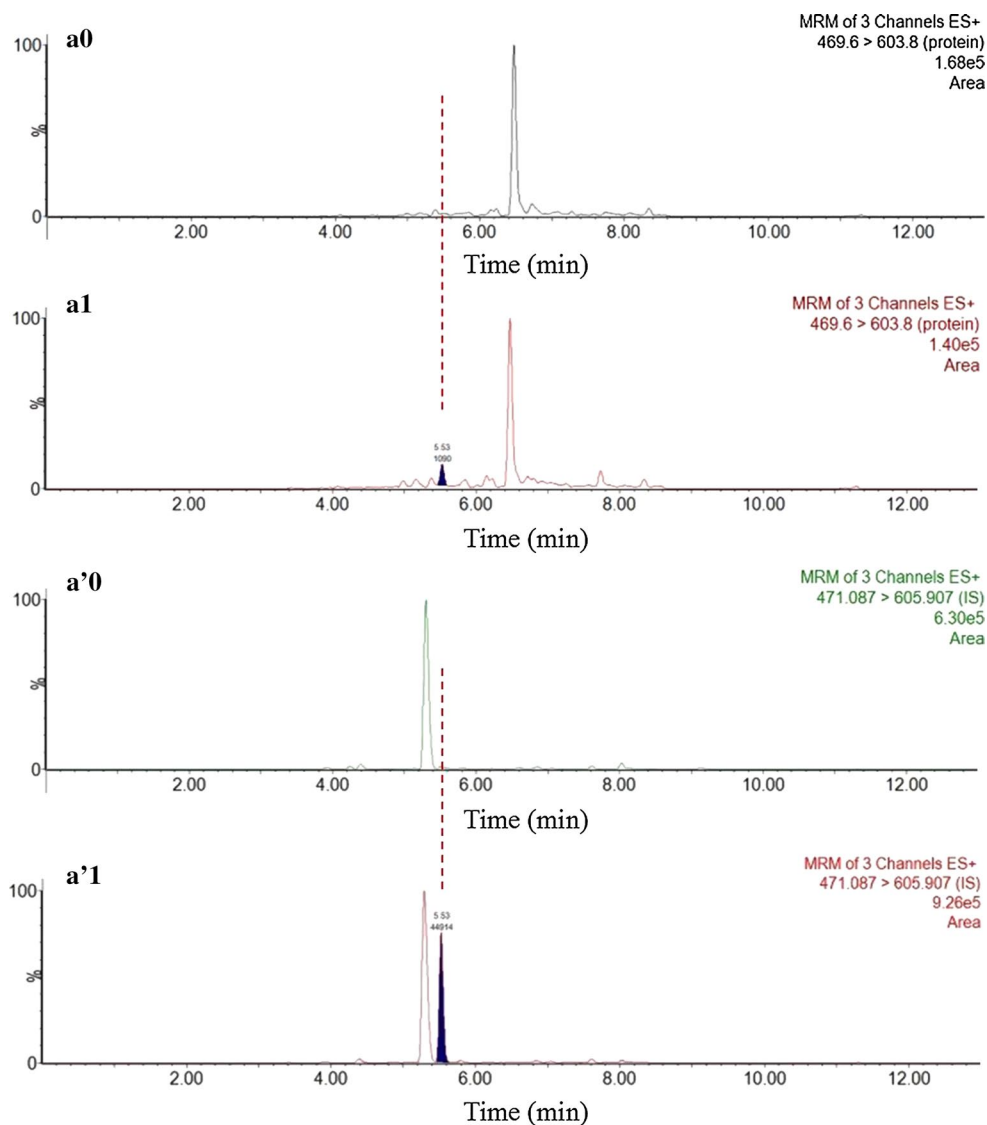 a0
MRM of 3 Channels ES+
469.6 > 603.8 (protein)
1.68e5
Area
100
%
0
2.00 4.00 6.00 8.00 10.00 12.00
Time (min)
a1
MRM of 3 Channels ES+
469.6 > 603.8 (protein)
1.40e5
Area
100
%
5 53
1090
0
2.00 4.00 6.00 8.00 10.00 12.00
Time (min)
a'0
MRM of 3 Channels ES+
471.087 > 605.907 (IS)
6.30e5
Area
100
%
0
2.00 4.00 6.00 8.00 10.00 12.00
Time (min)
a'1
MRM of 3 Channels ES+
471.087 > 605.907 (IS)
9.26e5
Area
100
%
5 53
44914
0
2.00 4.00 6.00 8.00 10.00 12.00
Time (min)